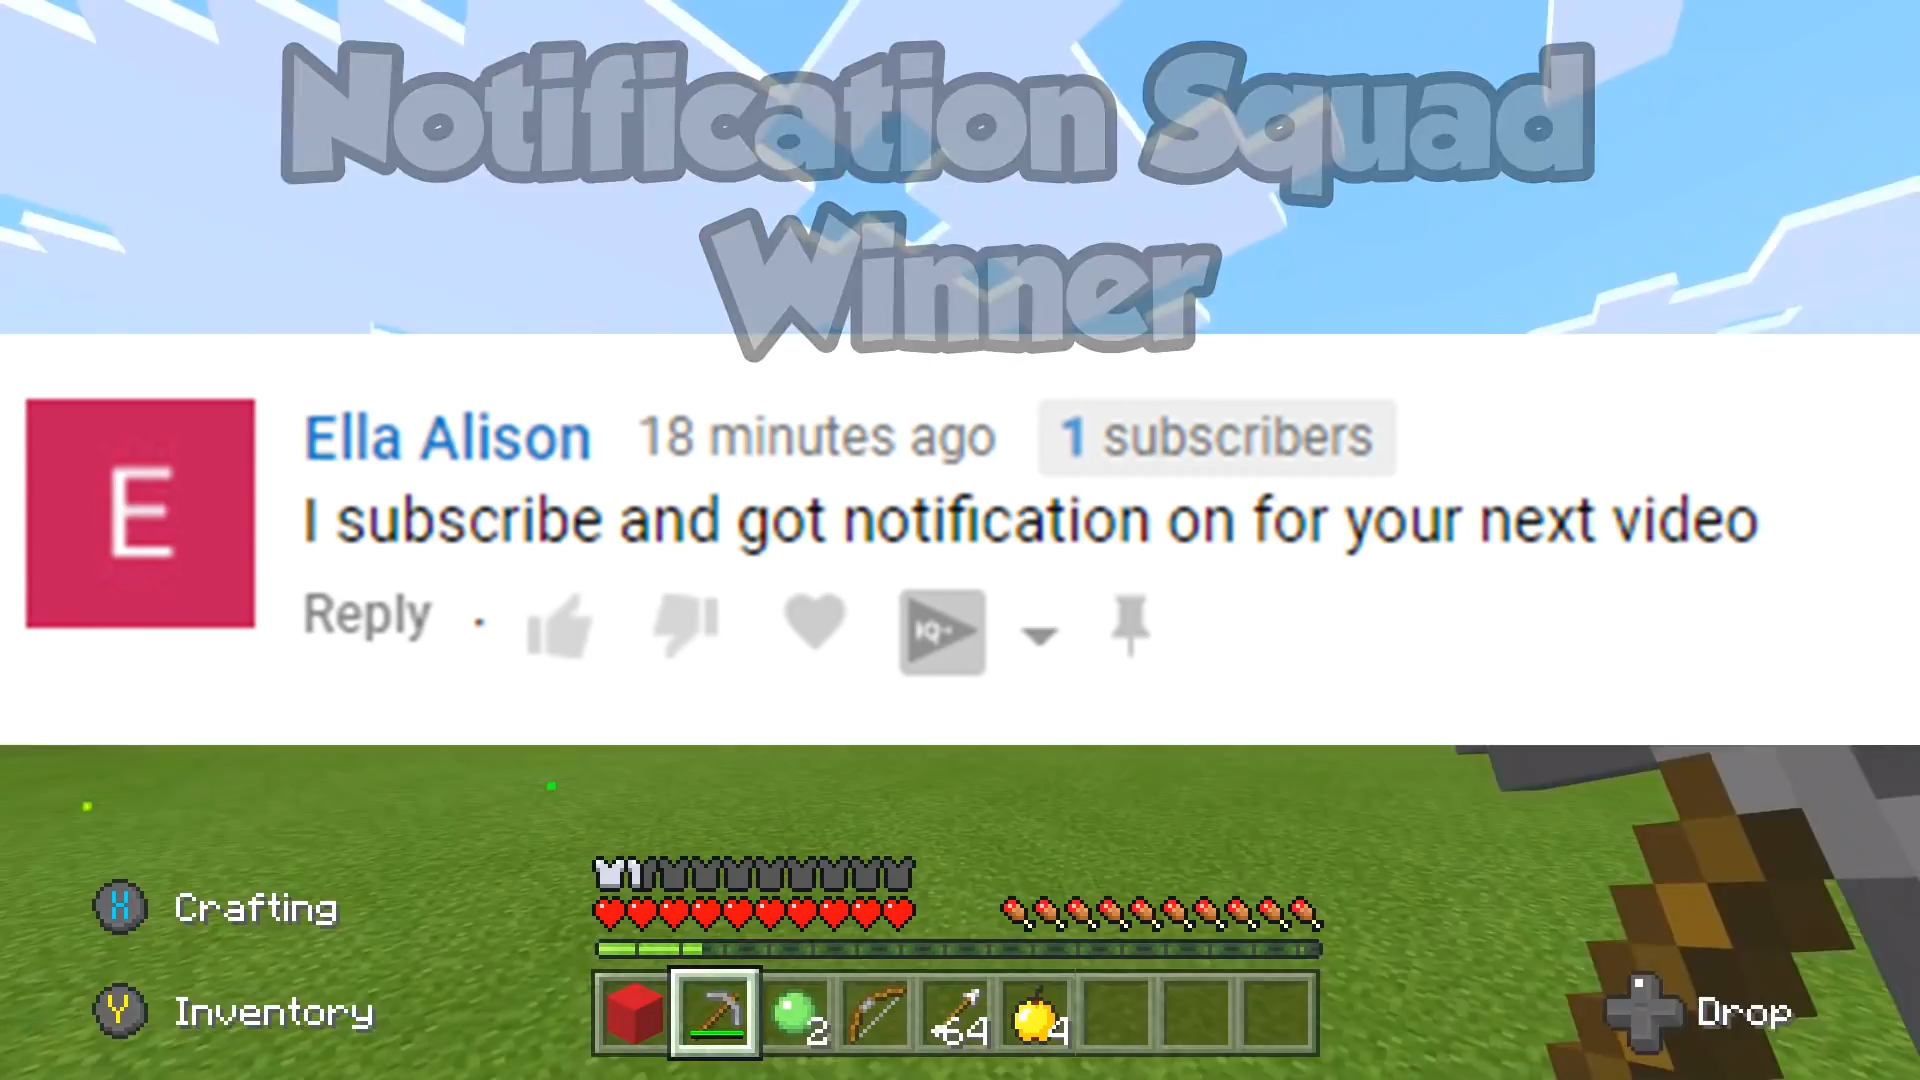 Notification Squad
Winner
E
Ella Alison 18 minutes ago 1 subscribers
I subscribe and got notification on for your next video
Reply
IQ
X Crafting
Y Inventory
2
64
4
Drop